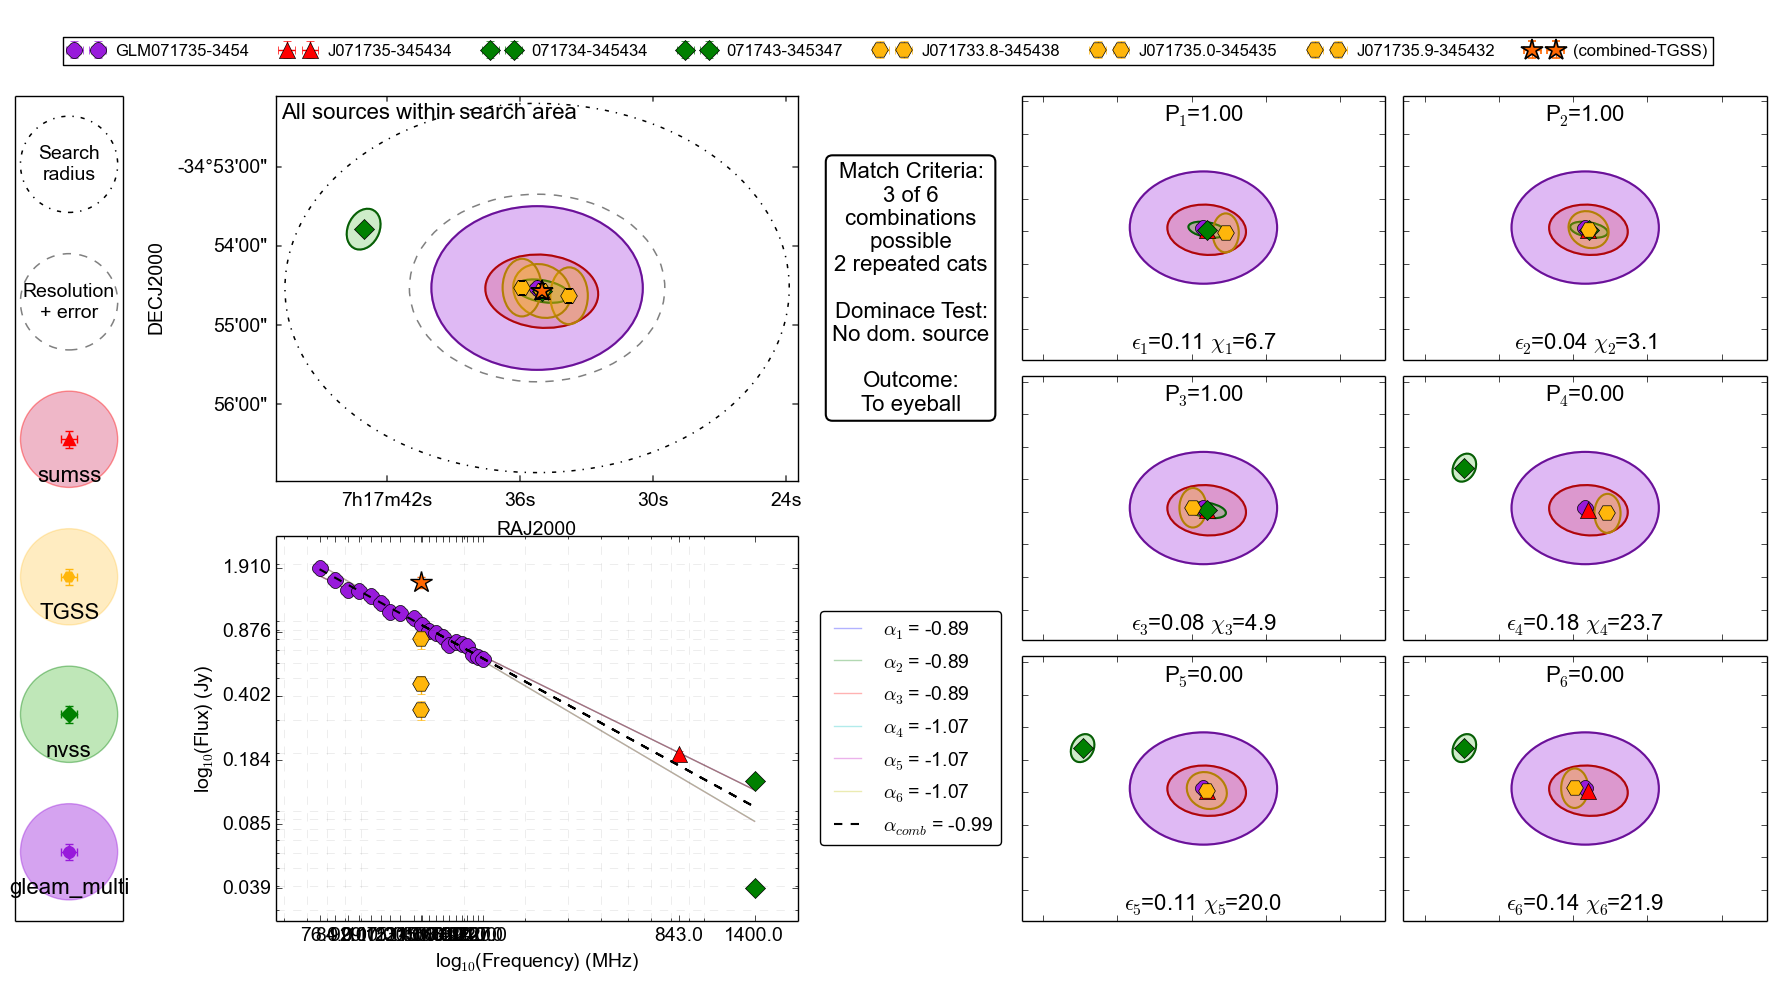 GLM071735-3454 J071735-345434 071734-345434 071743-345347 J071733.8-345438 J071735.0-345435 J071735.9-345432 (combined-TGSS)
Search
radius
Resolution
+ error
sumss
TGSS
nvss
gleam_multi
All sources within search area
DECJ2000
-34°53'00"
54'00"
55'00"
56'00"
7h17m42s 36s 30s 24s
RAJ2000
Match Criteria:
3 of 6
combinations
possible
2 repeated cats
Dominace Test:
No dom. source
Outcome:
To eyeball
log₁₀(Flux) (Jy)
1.910
0.876
0.402
0.184
0.085
0.039
843.0 1400.0
log₁₀(Frequency) (MHz)
α₁ = -0.89
α₂ = -0.89
α₃ = -0.89
α₄ = -1.07
α₅ = -1.07
α₆ = -1.07
α_comb = -0.99
P₁=1.00
ϵ₁=0.11 χ₁=6.7
P₂=1.00
ϵ₂=0.04 χ₂=3.1
P₃=1.00
ϵ₃=0.08 χ₃=4.9
P₄=0.00
ϵ₄=0.18 χ₄=23.7
P₅=0.00
ϵ₅=0.11 χ₅=20.0
P₆=0.00
ϵ₆=0.14 χ₆=21.9